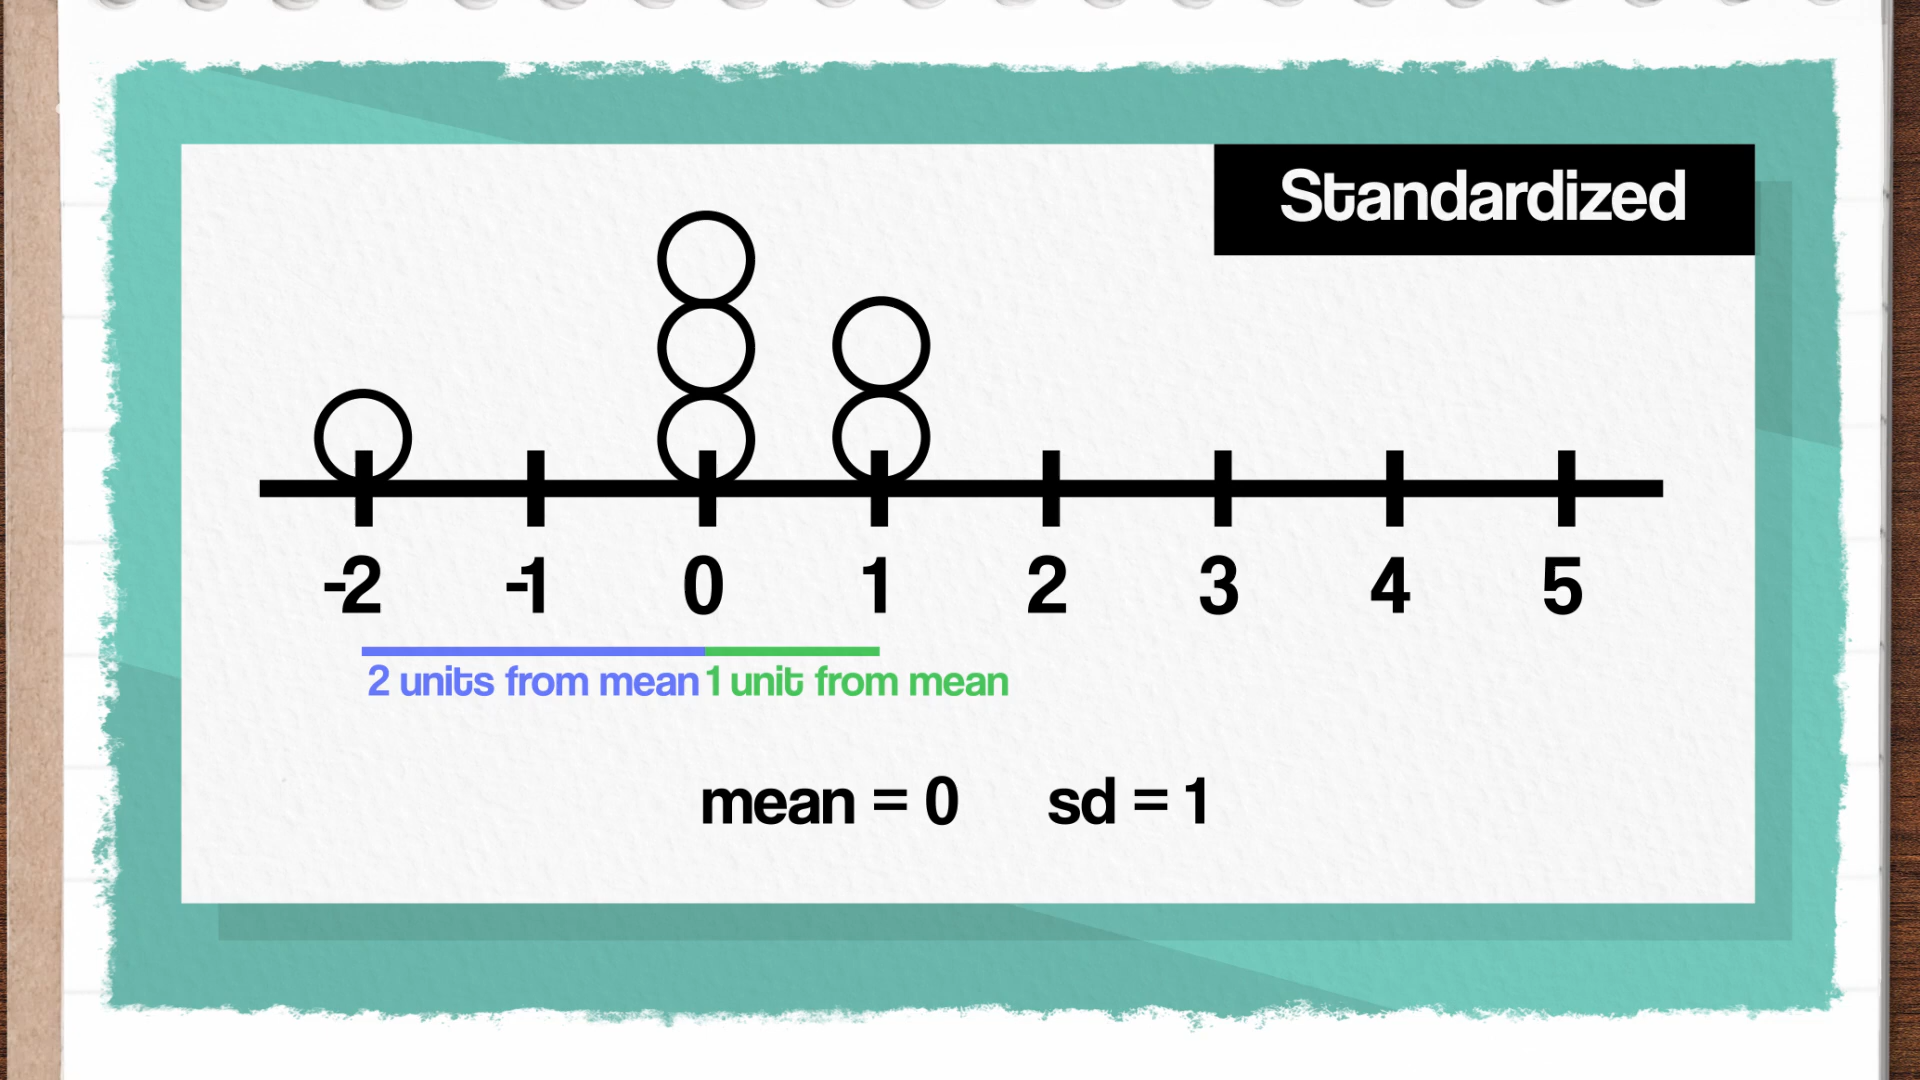 Standardized
-2 -1 0 1 2 3 4 5
2 units from mean 1 unit from mean
mean = 0 sd = 1